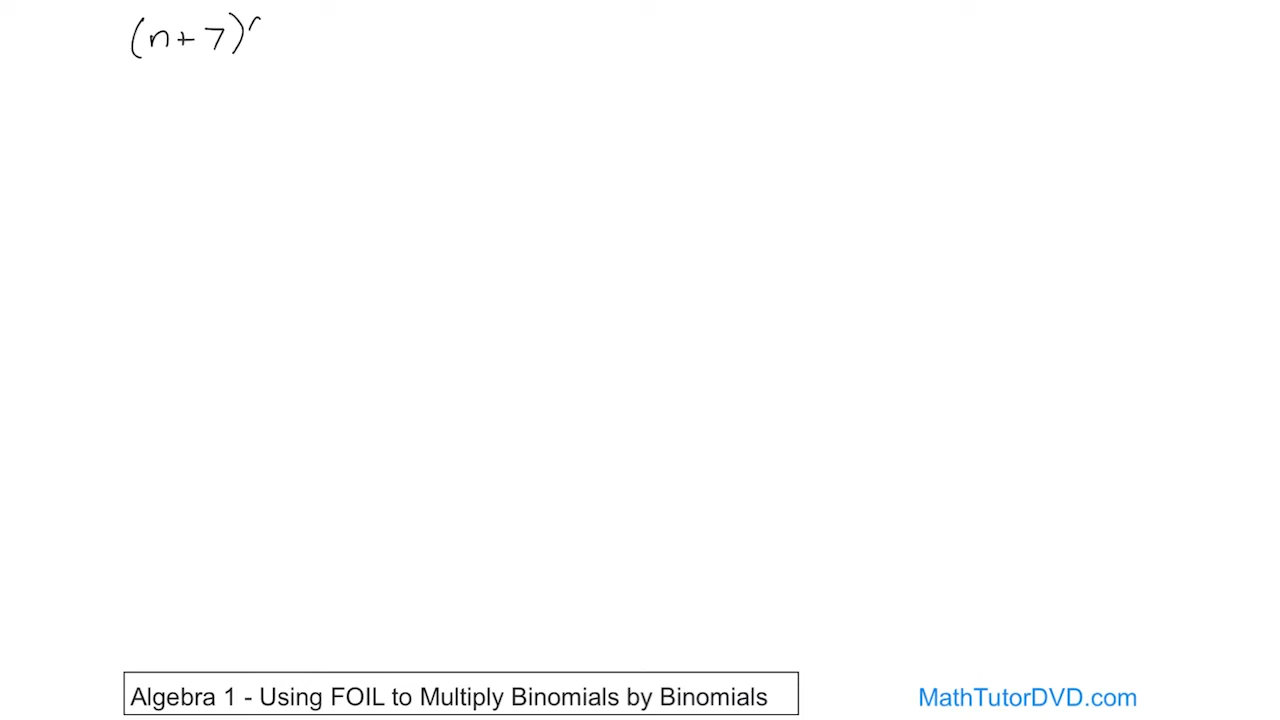 (n+7)
Algebra 1 - Using FOIL to Multiply Binomials by Binomials
MathTutorDVD.com